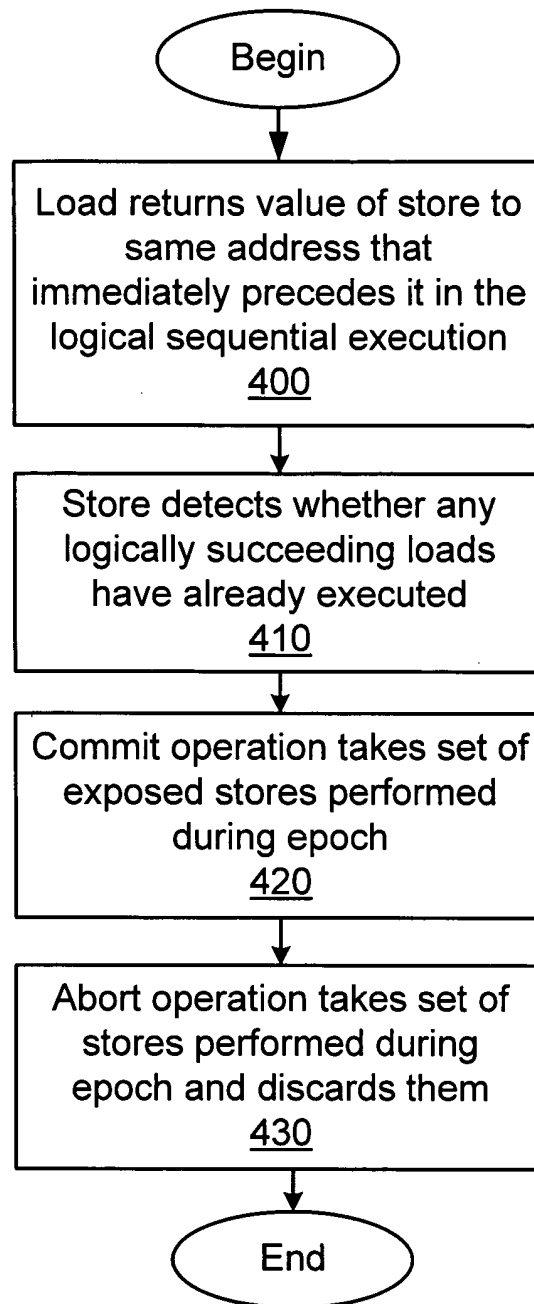 Begin
Load returns value of store to
same address that
immediately precedes it in the
logical sequential execution
400
Store detects whether any
logically succeeding loads
have already executed
410
Commit operation takes set of
exposed stores performed
during epoch
420
Abort operation takes set of
stores performed during
epoch and discards them
430
End